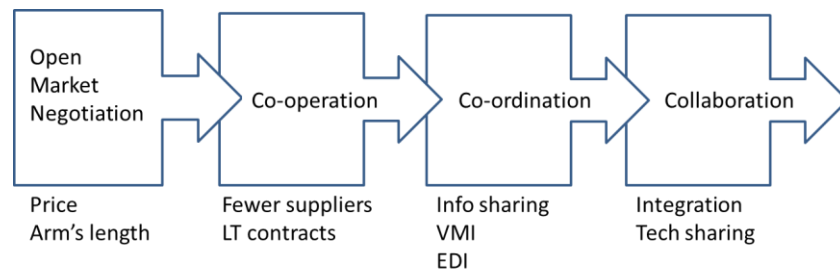 Open
Market
Negotiation
Co-operation
Co-ordination
Collaboration
Price
Arm's length
Fewer suppliers
LT contracts
Info sharing
VMI
EDI
Integration
Tech sharing